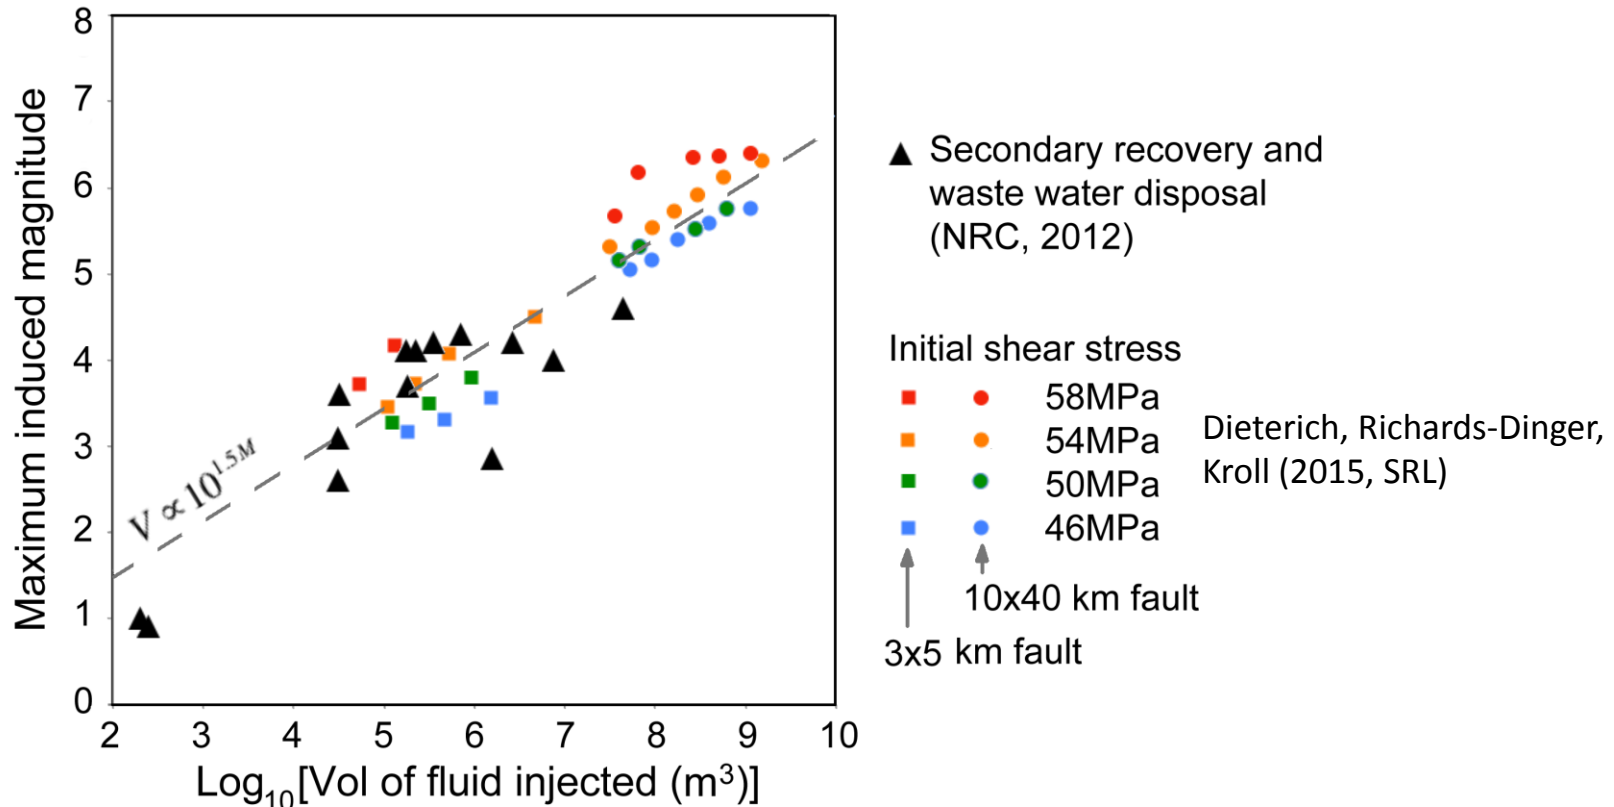 8
7
6
5
4
3
2
1
0
2 3 4 5 6 7 8 9 10
Maximum induced magnitude
Log₁₀[Vol of fluid injected (m³)]
V ∝ 10^1.5M
Secondary recovery and
waste water disposal
(NRC, 2012)
Initial shear stress
58MPa
54MPa
50MPa
46MPa
10x40 km fault
3x5 km fault
Dieterich, Richards-Dinger,
Kroll (2015, SRL)